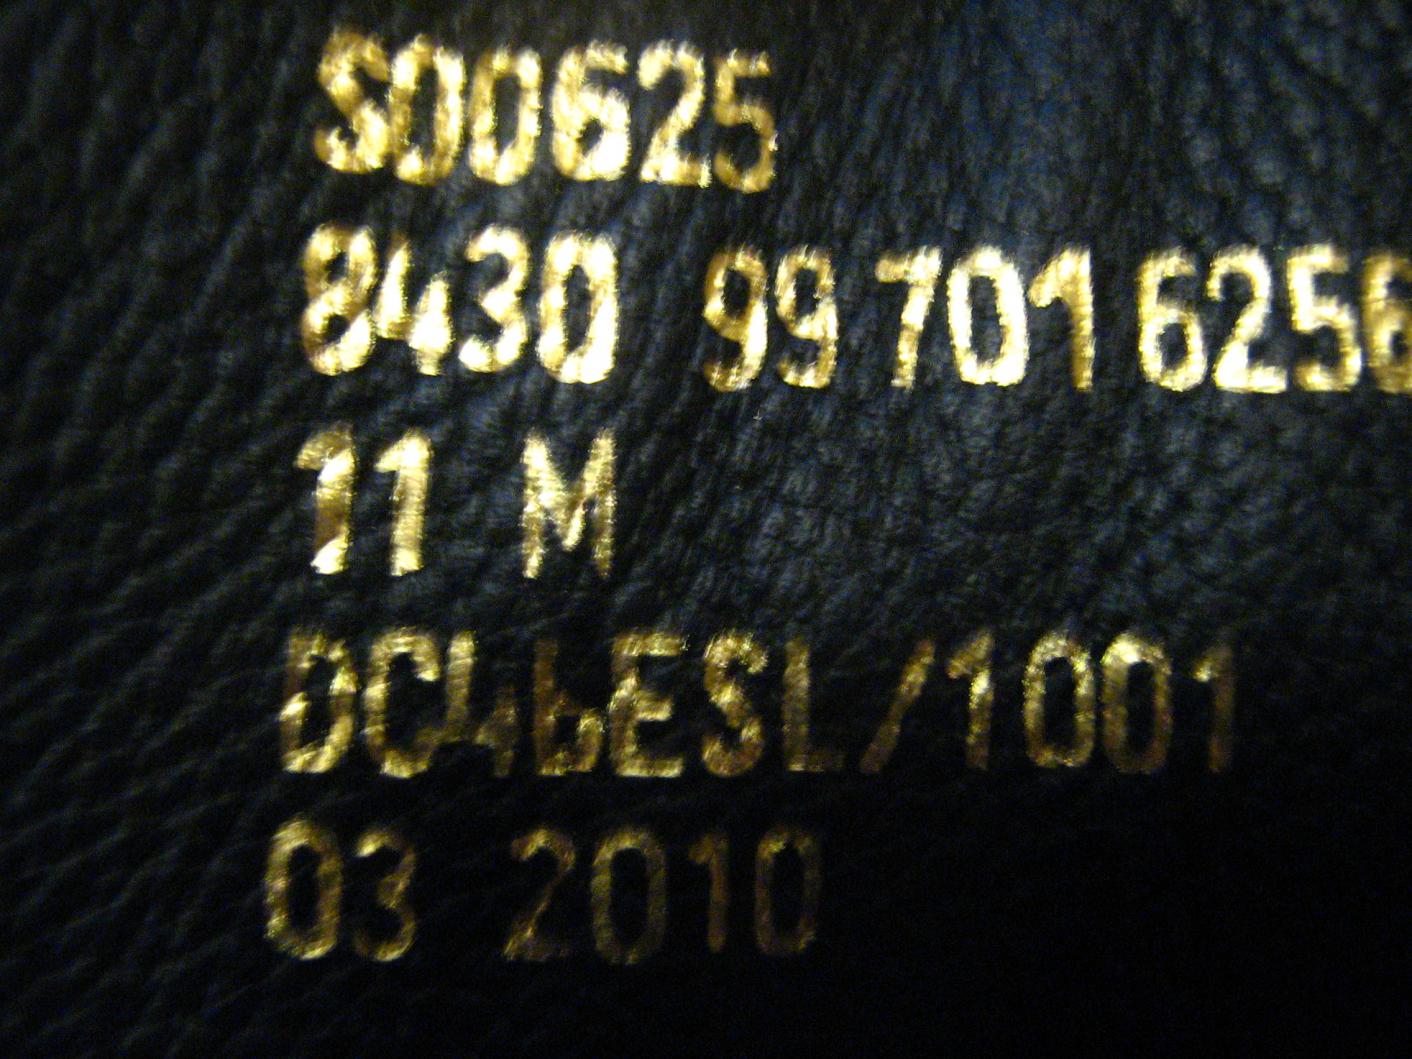 S00625
8430 99 701 6256
11 M
DC46ESL/1001
03 2010